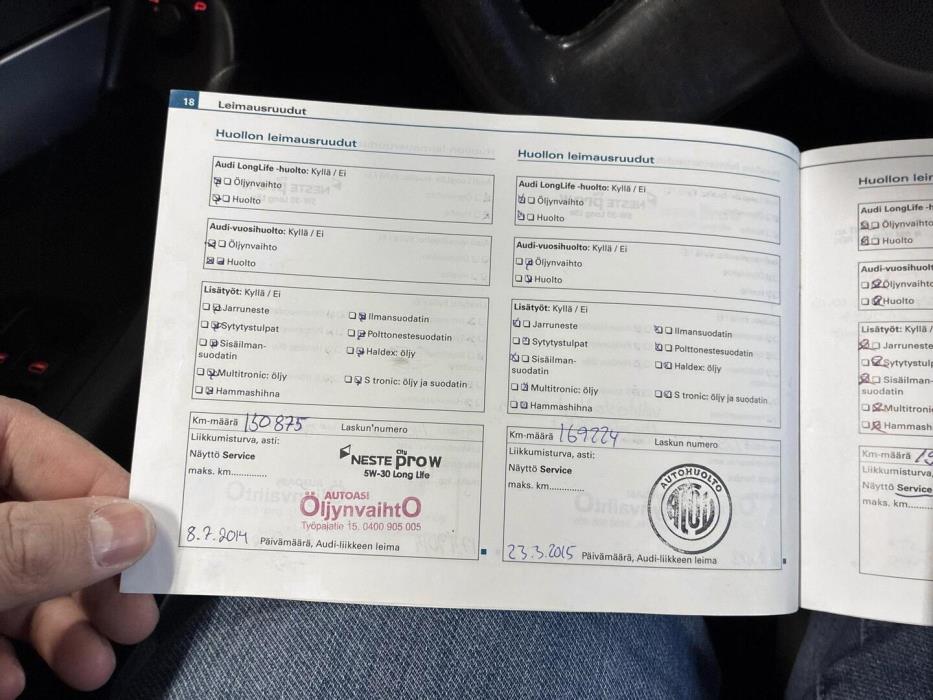 18 Leimausruudut
Huollon leimausruudut
Audi LongLife -huolto: Kyllä / Ei
Öljynvaihto
Huolto
Audi-vuosihuolto: Kyllä / Ei
Öljynvaihto
Huolto
Lisätyöt: Kyllä / Ei
Jarruneste
Ilmansuodatin
Sytytystulpat
Polttonestesuodatin
Sisäilman-
suodatin
Haldex: öljy
Multitronic: öljy
S tronic: öljy ja suodatin
Hammashihna
Km-määrä 150875 Laskun numero
Liikkumisturva, asti:
Näyttö Service
maks. km..............
City
NESTE pro W
5W-30 Long Life
AUTOASI
ÖljynvaihtO
Työpajatie 15. 0400 905 005
8.7.2014 Päivämäärä, Audi-liikkeen leima
Huollon leimausruudut
Audi LongLife -huolto: Kyllä / Ei
Öljynvaihto
Huolto
Audi-vuosihuolto: Kyllä / Ei
Öljynvaihto
Huolto
Lisätyöt: Kyllä / Ei
Jarruneste
Ilmansuodatin
Sytytystulpat
Polttonestesuodatin
Sisäilman-
suodatin
Haldex: öljy
Multitronic: öljy
S tronic: öljy ja suodatin
Hammashihna
Km-määrä 169224 Laskun numero
Liikkumisturva, asti:
Näyttö Service
maks. km..............
AUTOHUOLTO
23.3.2015 Päivämäärä, Audi-liikkeen leima
Huollon leim
Audi LongLife -h
Öljynvaihto
Huolto
Audi-vuosihuolt
Öljynvaihto
Huolto
Lisätyöt: Kyllä /
Jarruneste
Sytytystulp
Sisäilman-
suodatin
Multitronic
Hammash
Km-määrä
Liikkumisturva,
Näyttö Service
maks. km........